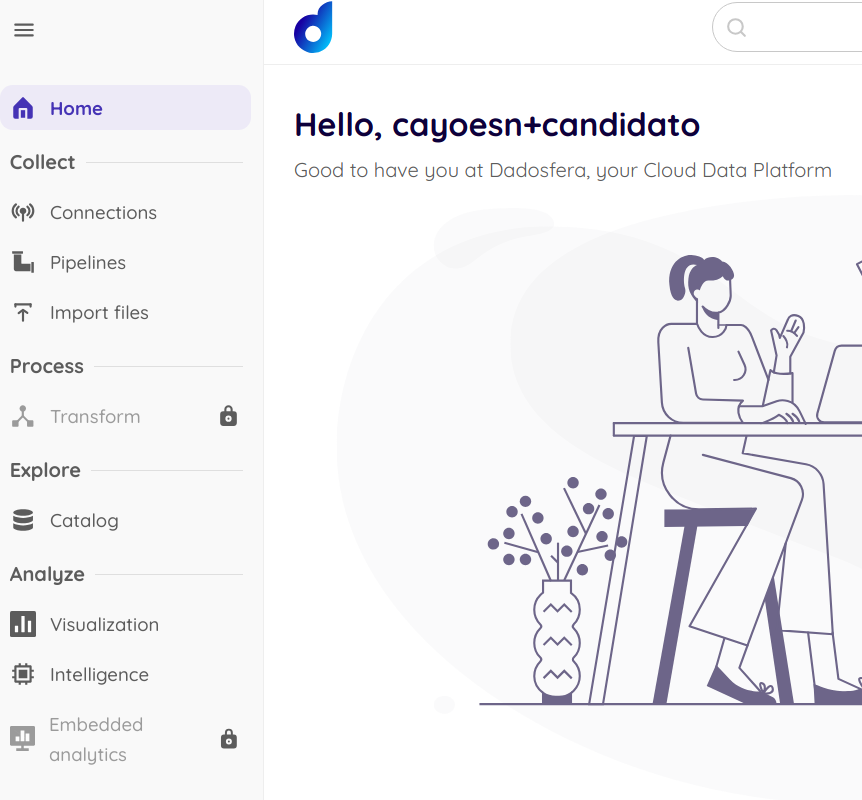 Home
Collect
Connections
Pipelines
Import files
Process
Transform
Explore
Catalog
Analyze
Visualization
Intelligence
Embedded
analytics
Hello, cayoesn+candidato
Good to have you at Dadosfera, your Cloud Data Platform